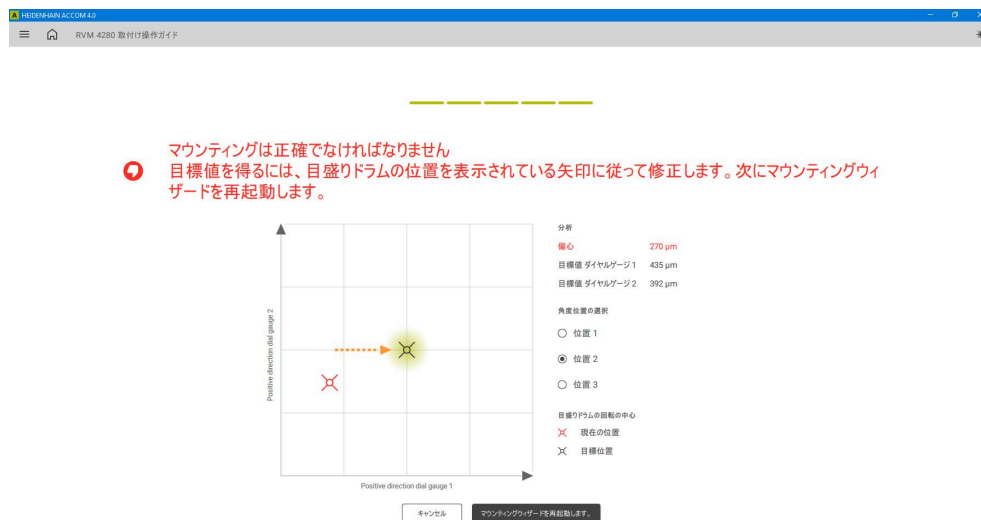 HEIDENHAIN ACCOM 4.0
RVM 4280 取付け操作ガイド
マウンティングは正確でなければなりません
目標値を得るには、目盛りドラムの位置を表示されている矢印に従って修正します。次にマウンティングウィ
ザードを再起動します。
Positive direction dial gauge 2
Positive direction dial gauge 1
分析
偏心 270 μm
目標値 ダイヤルゲージ 1 435 μm
目標値 ダイヤルゲージ 2 392 μm
角度位置の選択
位置 1
位置 2
位置 3
目盛りドラムの回転の中心
現在の位置
目標位置
キャンセル
マウンティングウィザードを再起動します。